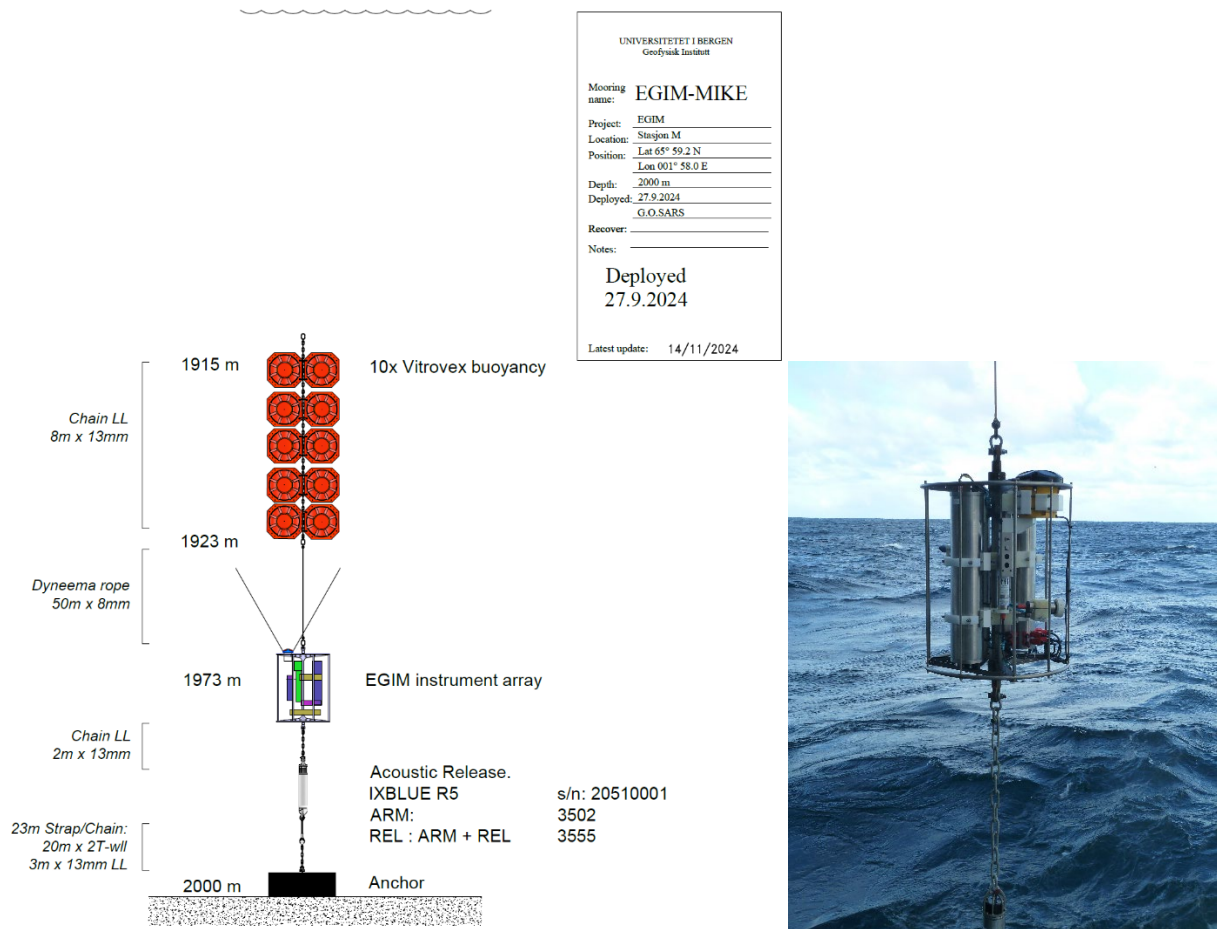 UNIVERSITETET I BERGEN
Geofysisk Institutt
Mooring name: EGIM-MIKE
Project: EGIM
Location: Stasjon M
Position: Lat 65° 59.2 N
Lon 001° 58.0 E
Depth: 2000 m
Deployed: 27.9.2024
G.O.SARS
Recover:
Notes:
Deployed
27.9.2024
Latest update: 14/11/2024
1915 m
10x Vitrovex buoyancy
Chain LL
8m x 13mm
1923 m
Dyneema rope
50m x 8mm
1973 m
EGIM instrument array
Chain LL
2m x 13mm
Acoustic Release.
IXBLUE R5 s/n: 20510001
ARM: 3502
REL : ARM + REL 3555
23m Strap/Chain:
20m x 2T-wll
3m x 13mm LL
2000 m
Anchor